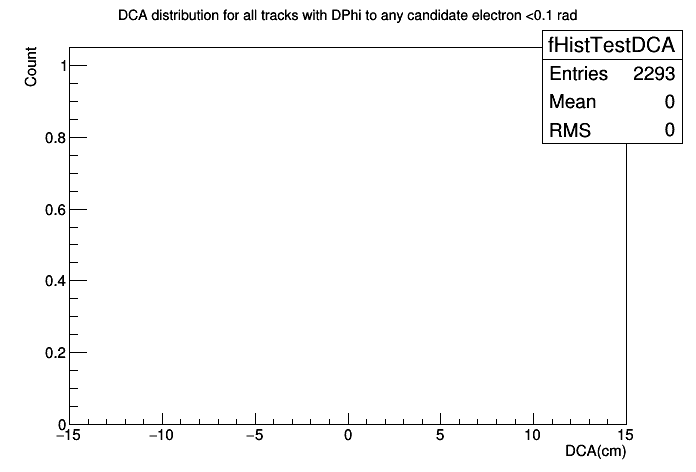 DCA distribution for all tracks with DPhi to any candidate electron <0.1 rad
fHistTestDCA
Entries 2293
Mean 0
RMS 0
Count
1
0.8
0.6
0.4
0.2
0
−15 −10 −5 0 5 10 15
DCA(cm)